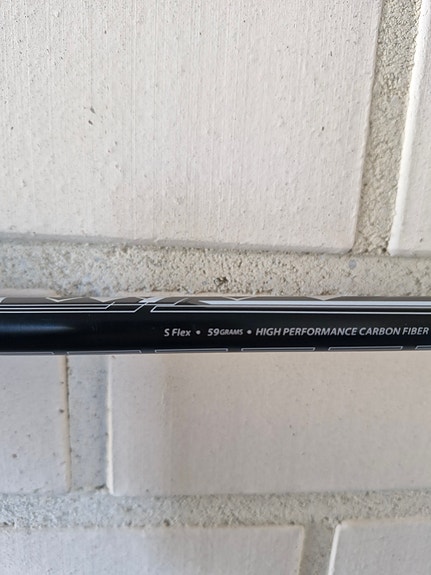 S Flex • 59GRAMS • HIGH PERFORMANCE CARBON FIBER